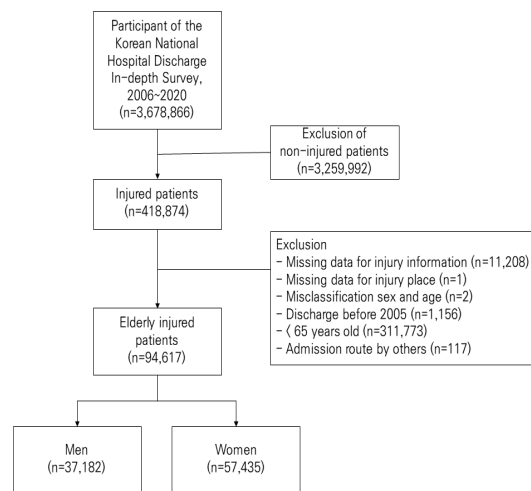 Participant of
the Korean National
Hospital Discharge
In-depth Survey,
2006~2020
(n=3,678,866)
Exclusion of
non-injured patients
(n=3,259,992)
Injured patients
(n=418,874)
Exclusion
- Missing data for injury information (n=11,208)
- Missing data for injury place (n=1)
- Misclassification sex and age (n=2)
- Discharge before 2005 (n=1,156)
- < 65 years old (n=311,773)
- Admission route by others (n=117)
Elderly injured
patients
(n=94,617)
Men
(n=37,182)
Women
(n=57,435)